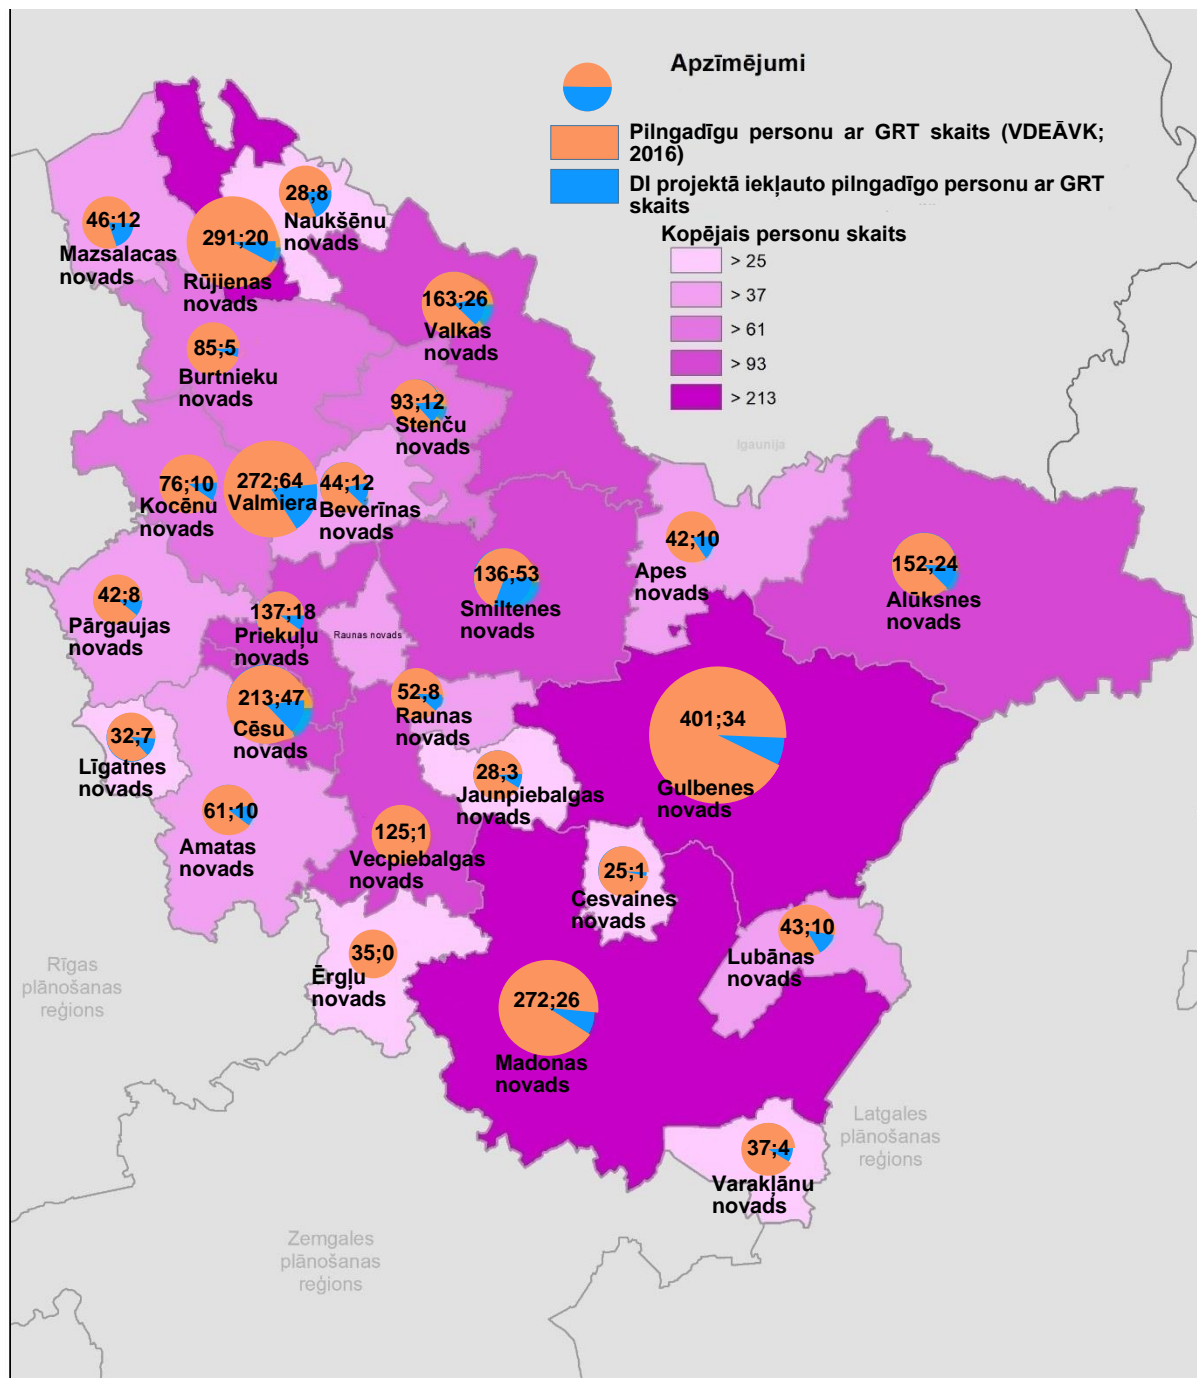 Apzīmējumi
Pilngadīgu personu ar GRT skaits (VDEĀVK;
2016)
DI projektā iekļauto pilngadīgo personu ar GRT
skaits
Kopējais personu skaits
> 25
> 37
> 61
> 93
> 213
28;8
Naukšēnu
novads
46;12
Mazsalacas
novads
291;20
Rūjienas
novads
163;26
Valkas
novads
85;5
Burtnieku
novads
93;12
Stenču
novads
Igaunija
76;10
Kocēnu
novads
272;64
Valmiera
44;12
Beverīnas
novads
42;10
Apes
novads
152;24
Alūksnes
novads
136;53
Smiltenes
novads
42;8
Pārgaujas
novads
137;18
Priekuļu
novads
Raunas novads
52;8
Raunas
novads
213;47
Cēsu
novads
401;34
Gulbenes
novads
32;7
Līgatnes
novads
28;3
Jaunpiebalgas
novads
61;10
Amatas
novads
125;1
Vecpiebalgas
novads
25;1
Cesvaines
novads
43;10
Lubānas
novads
35;0
Ērgļu
novads
Rīgas
plānošanas
reģions
272;26
Madonas
novads
Latgales
plānošanas
reģions
37;4
Varakļānu
novads
Zemgales
plānošanas
reģions